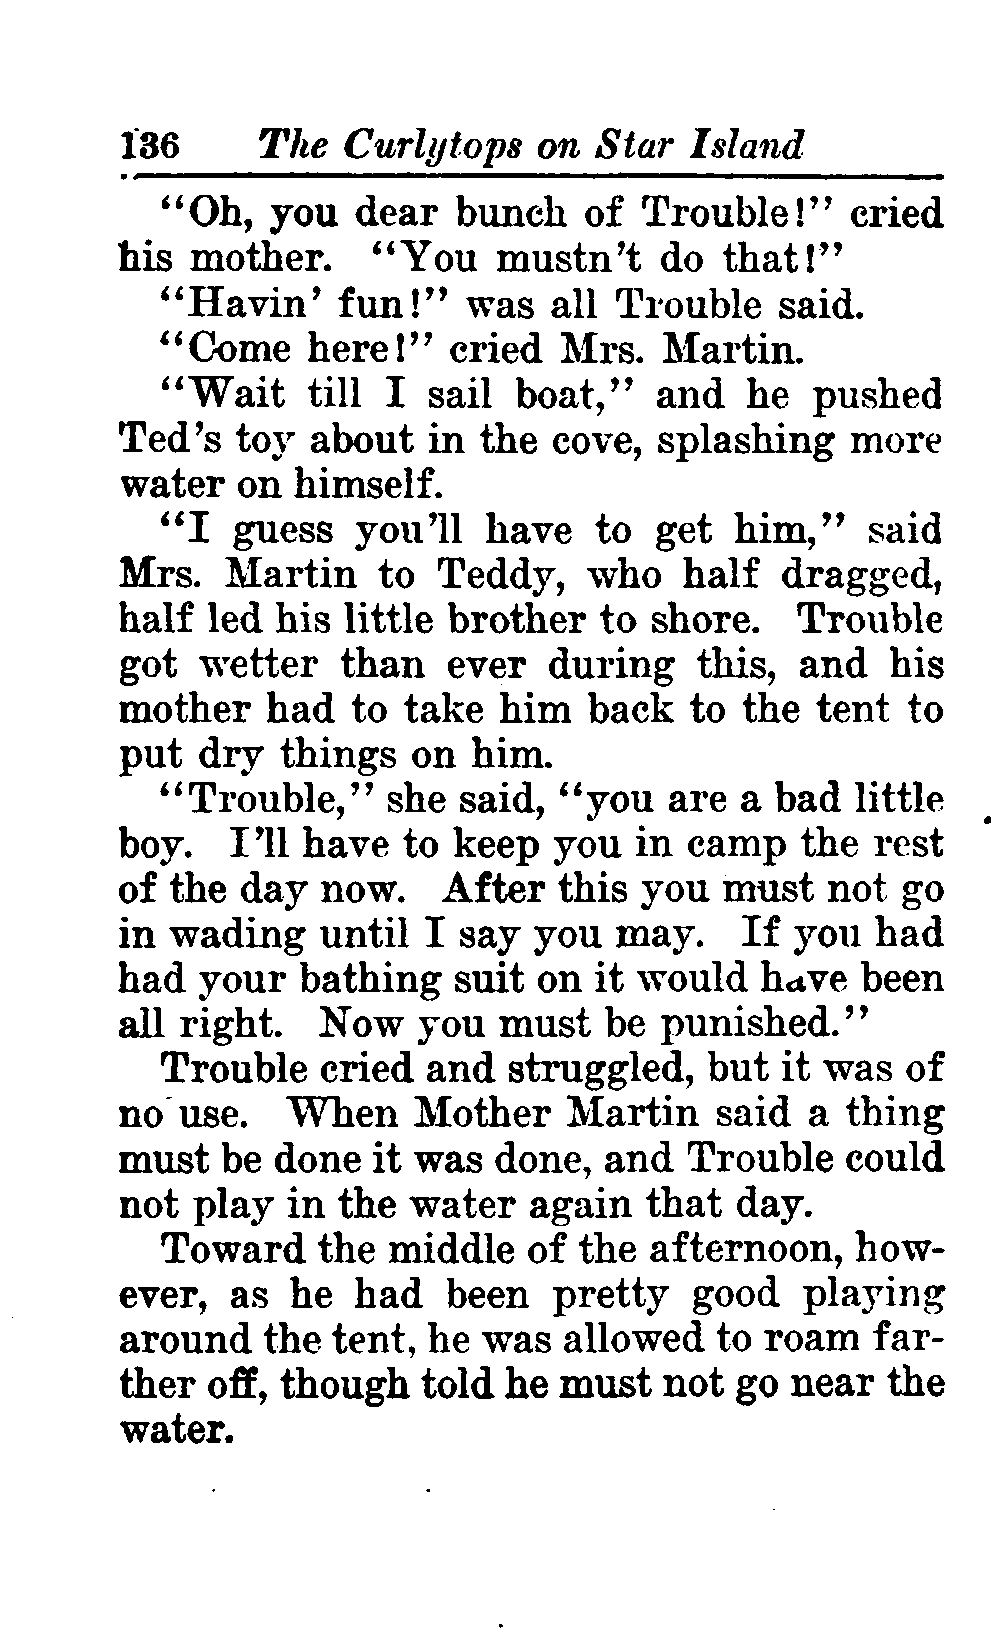 136 The Curlytops on Star Island
"Oh, you dear bunch of Trouble!" cried
his mother. "You mustn't do that!"
"Havin' fun!" was all Trouble said.
"Come here!" cried Mrs. Martin.
"Wait till I sail boat," and he pushed
Ted's toy about in the cove, splashing more
water on himself.
"I guess you'll have to get him," said
Mrs. Martin to Teddy, who half dragged,
half led his little brother to shore. Trouble
got wetter than ever during this, and his
mother had to take him back to the tent to
put dry things on him.
"Trouble," she said, "you are a bad little
boy. I'll have to keep you in camp the rest
of the day now. After this you must not go
in wading until I say you may. If you had
had your bathing suit on it would have been
all right. Now you must be punished."
Trouble cried and struggled, but it was of
no use. When Mother Martin said a thing
must be done it was done, and Trouble could
not play in the water again that day.
Toward the middle of the afternoon, how-
ever, as he had been pretty good playing
around the tent, he was allowed to roam far-
ther off, though told he must not go near the
water.